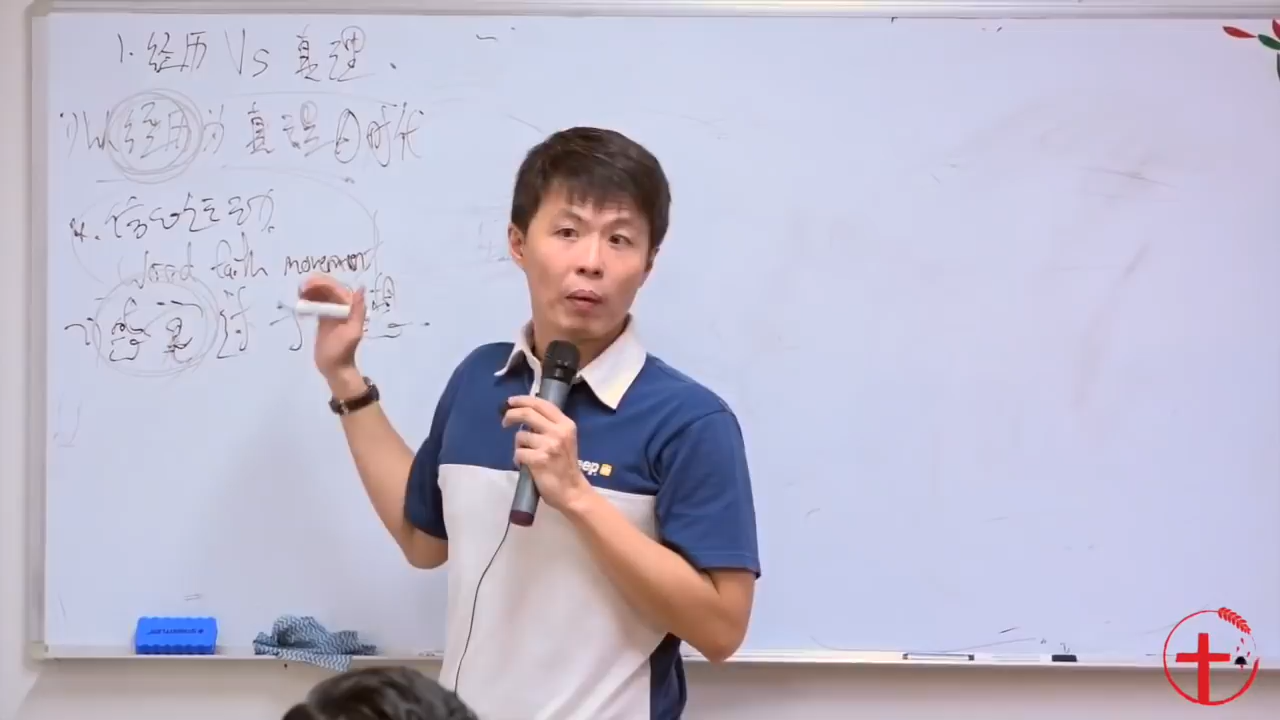 1. 经历 Vs 真理.
1) 以经历为真理的时代
*. 信心运动.
Word faith movement
2)
eep